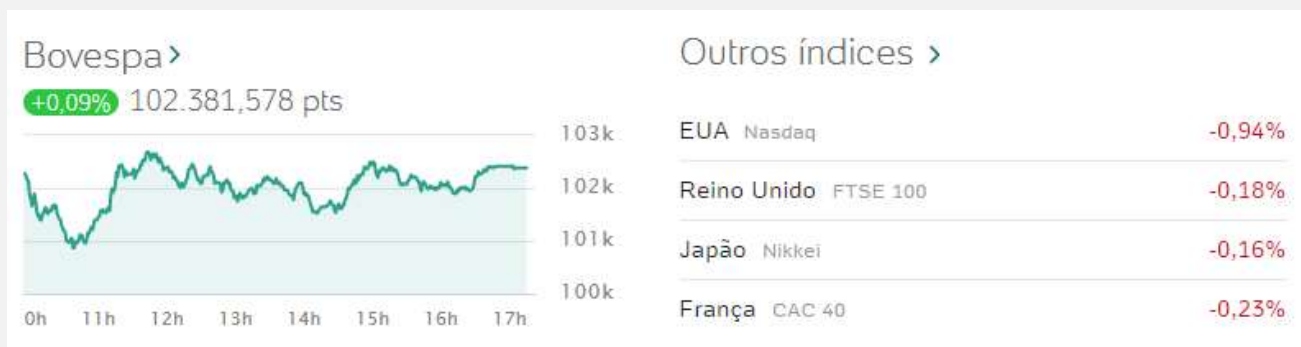 Bovespa >
+0,09% 102.381,578 pts
103k
102k
101k
100k
0h 11h 12h 13h 14h 15h 16h 17h
Outros índices >
EUA Nasdaq -0,94%
Reino Unido FTSE 100 -0,18%
Japão Nikkei -0,16%
França CAC 40 -0,23%